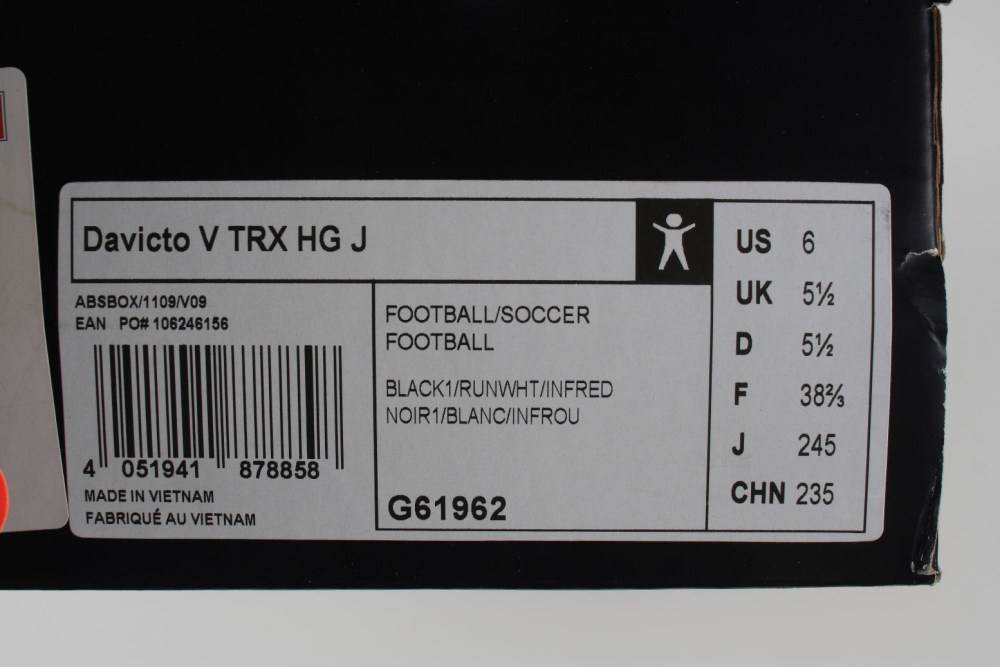 Davicto V TRX HG J
ABSBOX/1109/V09
EAN PO# 106246156
4 051941 878858
MADE IN VIETNAM
FABRIQUÉ AU VIETNAM
FOOTBALL/SOCCER
FOOTBALL
BLACK1/RUNWHT/INFRED
NOIR1/BLANC/INFROU
G61962
US 6
UK 5½
D 5½
F 38⅔
J 245
CHN 235